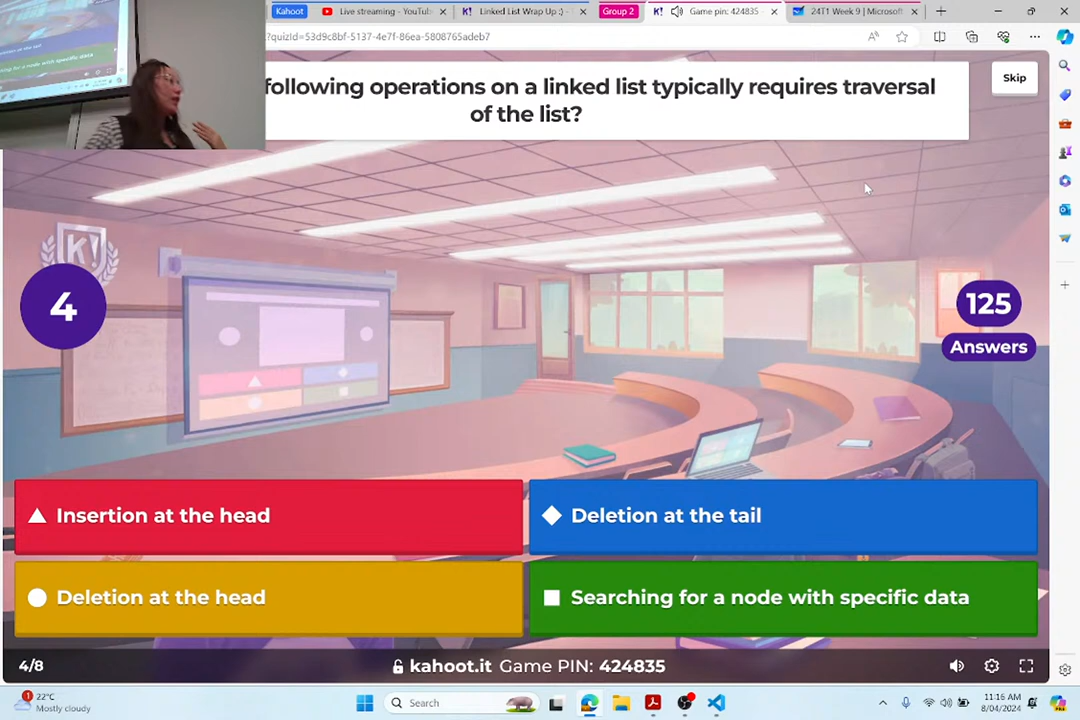 Kahoot
Live streaming - YouTub
K! Linked List Wrap Up :) -
Group 2
K! Game pin: 424835 -
24T1 Week 9 | Microsoft
?quizId=53d9c8bf-5137-4e7f-86ea-5808765adeb7
following operations on a linked list typically requires traversal
of the list?
Skip
K!
4
125
Answers
Insertion at the head
Deletion at the tail
Deletion at the head
Searching for a node with specific data
4/8
kahoot.it Game PIN: 424835
1
22°C
Mostly cloudy
Search
11:16 AM
8/04/2024